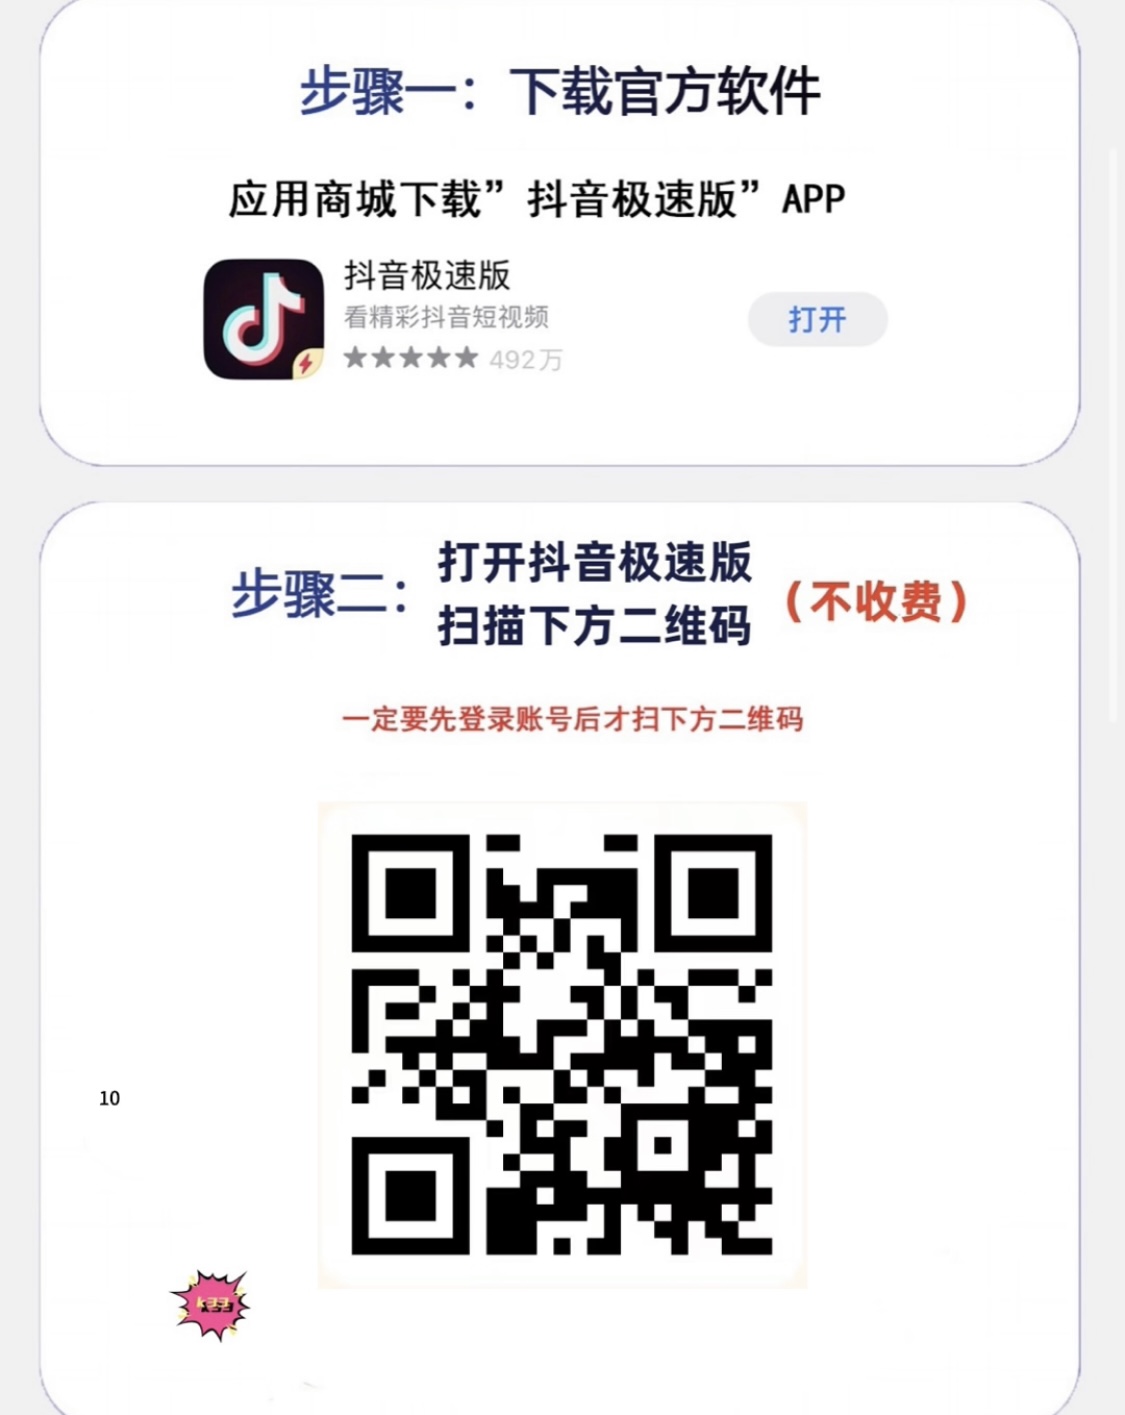 步骤一：下载官方软件
应用商城下载”抖音极速版”APP
抖音极速版
看精彩抖音短视频
492万
打开
步骤二：
打开抖音极速版
扫描下方二维码
（不收费）
一定要先登录账号后才扫下方二维码
10
k33